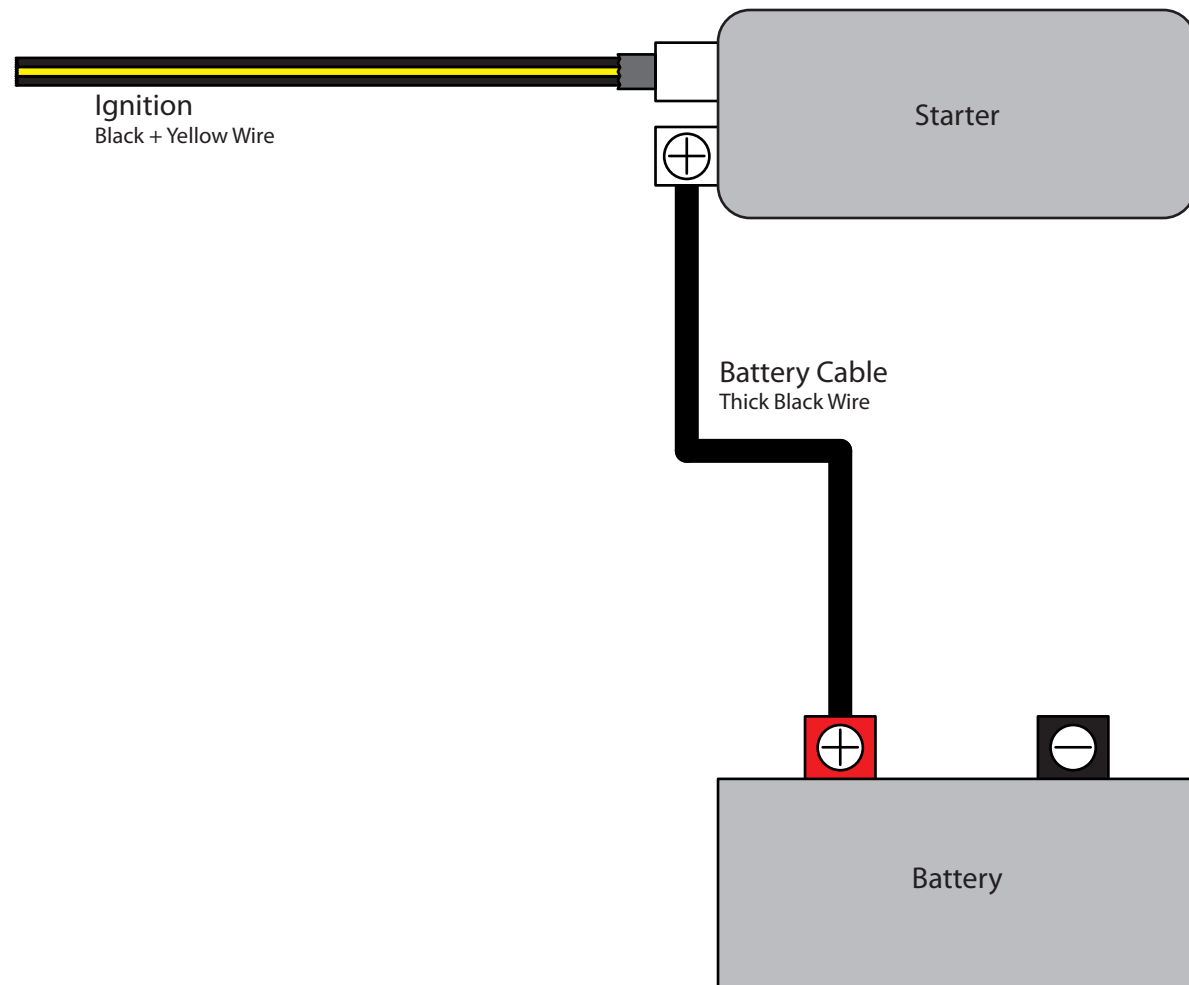 Ignition
Black + Yellow Wire
Starter
Battery Cable
Thick Black Wire
Battery